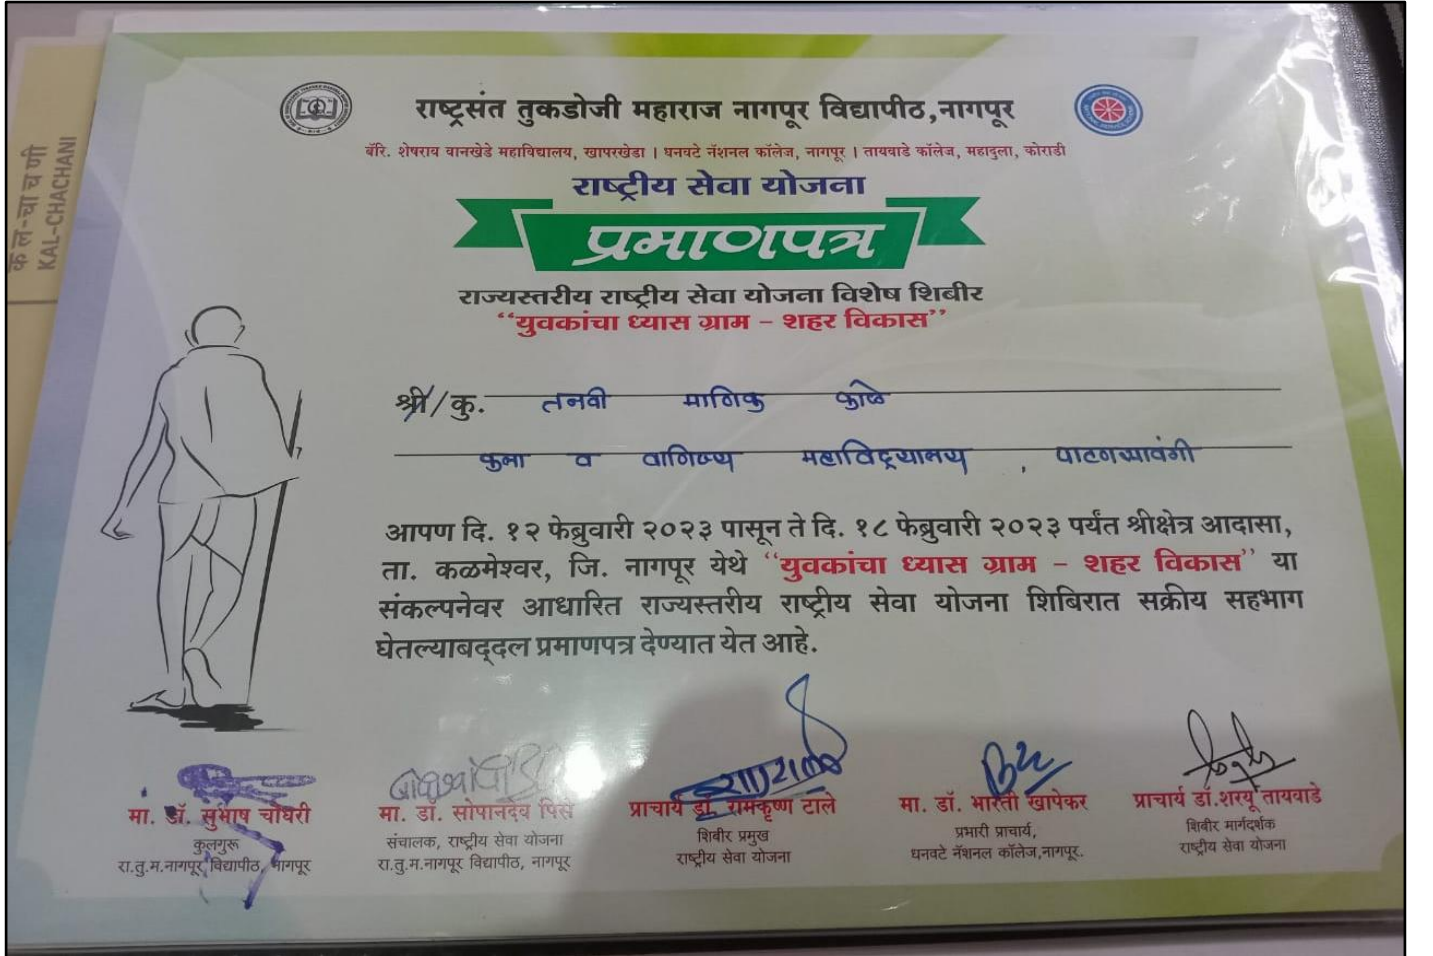 क ल-चा च णी
KAL-CHACHANI
राष्ट्रसंत तुकडोजी महाराज नागपूर विद्यापीठ,नागपूर
बॅरि. शेषराव वानखेडे महाविद्यालय, खापरखेडा | धनवटे नॅशनल कॉलेज, नागपूर | तायवाडे कॉलेज, महादुला, कोराडी
राष्ट्रीय सेवा योजना
प्रमाणपत्र
राज्यस्तरीय राष्ट्रीय सेवा योजना विशेष शिबीर
“युवकांचा ध्यास ग्राम – शहर विकास”
श्री/कु. तनवी माणिक काळे
कला व वाणिज्य महाविद्र्यालय , पाटणसावंगी
आपण दि. १२ फेब्रुवारी २०२३ पासून ते दि. १८ फेब्रुवारी २०२३ पर्यंत श्रीक्षेत्र आदासा,
ता. कळमेश्वर, जि. नागपूर येथे “युवकांचा ध्यास ग्राम – शहर विकास” या
संकल्पनेवर आधारित राज्यस्तरीय राष्ट्रीय सेवा योजना शिबिरात सक्रीय सहभाग
घेतल्याबद्दल प्रमाणपत्र देण्यात येत आहे.
मा. डॉ. सुभाष चौधरी
कुलगुरू
रा.तु.म.नागपूर विद्यापीठ, नागपूर
मा. डॉ. सोपानदेव पिसे
संचालक, राष्ट्रीय सेवा योजना
रा.तु.म.नागपूर विद्यापीठ, नागपूर
प्राचार्य डॉ. रामकृष्ण टाले
शिबीर प्रमुख
राष्ट्रीय सेवा योजना
मा. डॉ. भारती खापेकर
प्रभारी प्राचार्य,
धनवटे नॅशनल कॉलेज,नागपूर.
प्राचार्य डॉ.शरयू तायवाडे
शिबीर मार्गदर्शक
राष्ट्रीय सेवा योजना